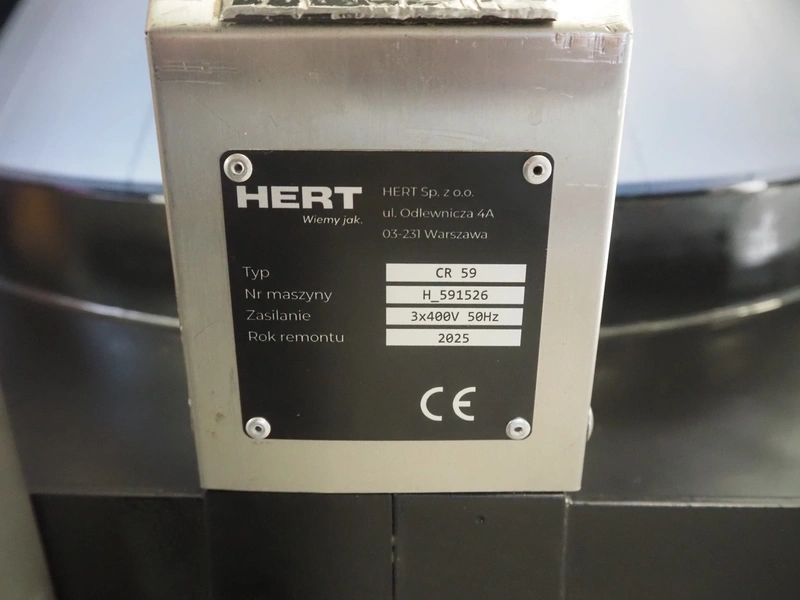 HERT
Wiemy jak.
HERT Sp. z o.o.
ul. Odlewnicza 4A
03-231 Warszawa
Typ CR 59
Nr maszyny H_591526
Zasilanie 3x400V 50Hz
Rok remontu 2025
CE